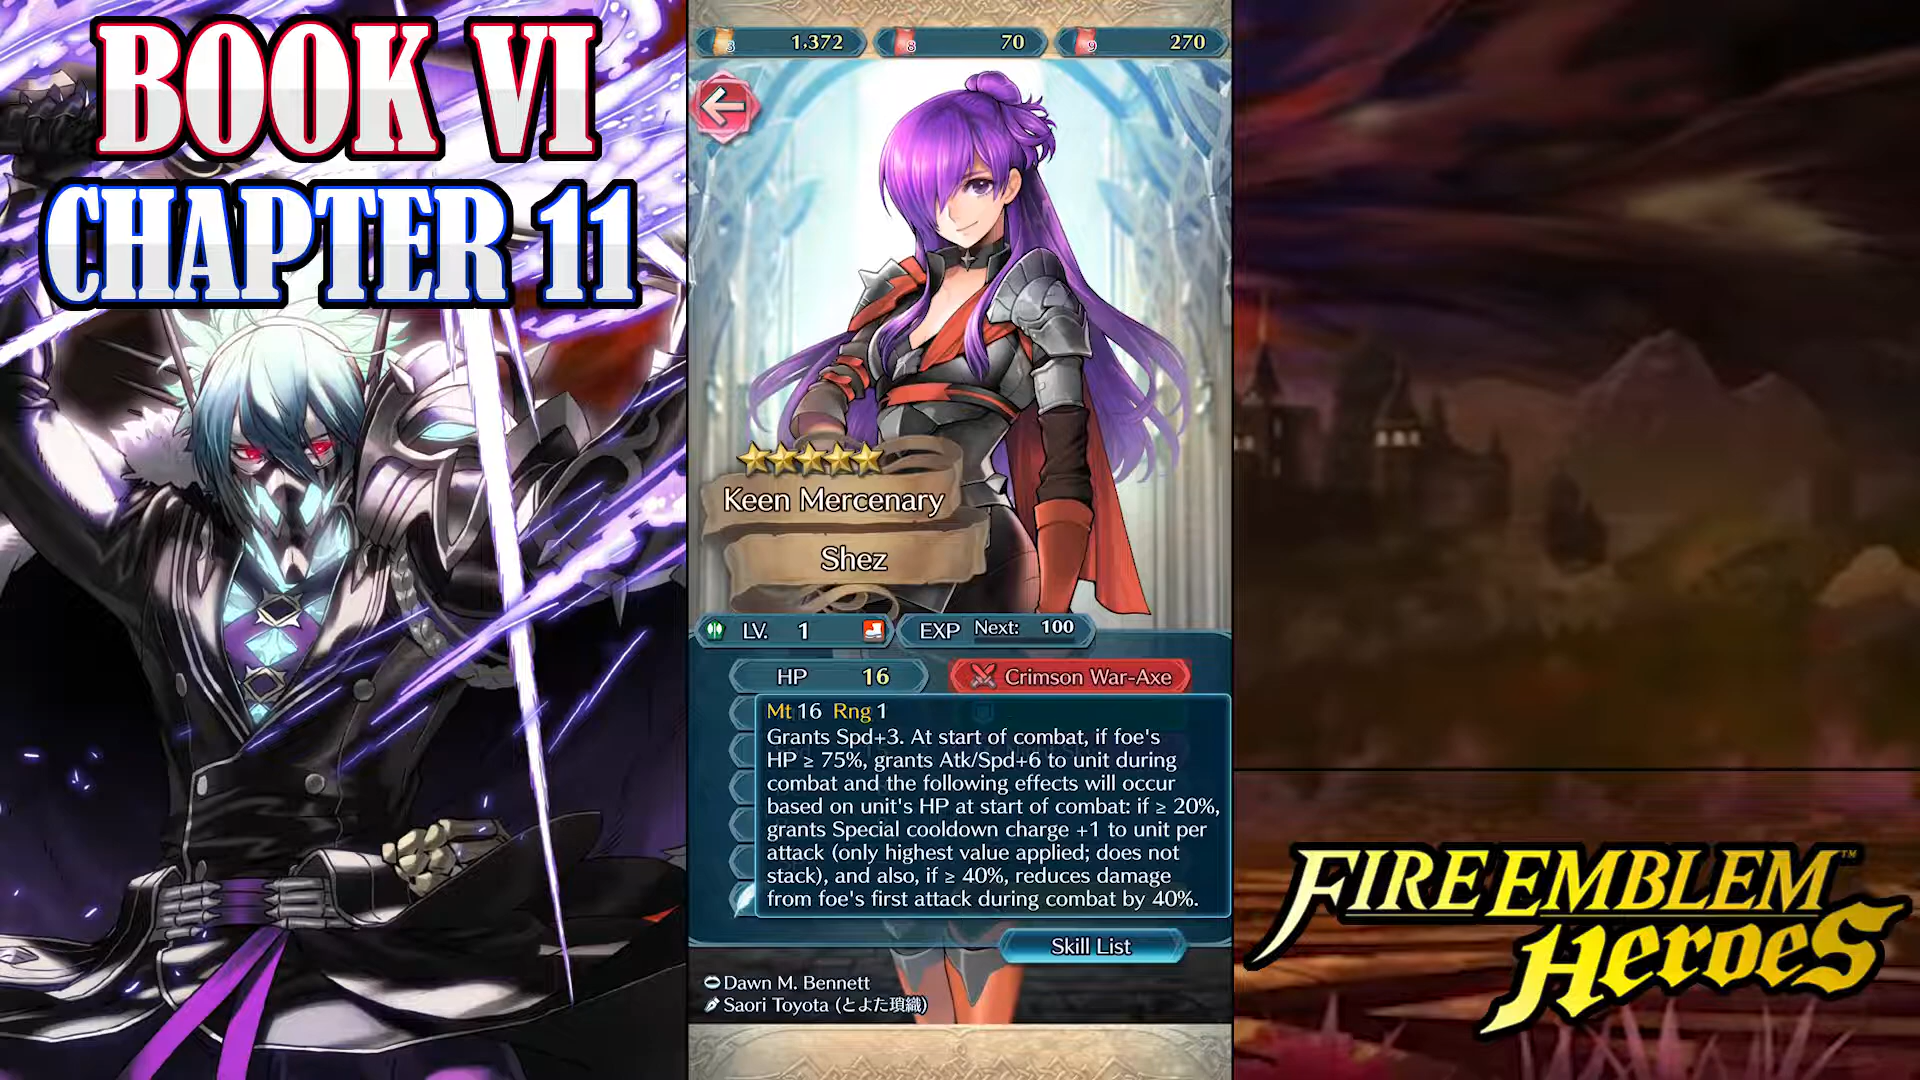 BOOK VI
CHAPTER 11
3 1,372
8 70
9 270
Keen Mercenary
Shez
LV. 1
EXP Next: 100
HP 16
Crimson War-Axe
Mt 16 Rng 1
Grants Spd+3. At start of combat, if foe's
HP ≥ 75%, grants Atk/Spd+6 to unit during
combat and the following effects will occur
based on unit's HP at start of combat: if ≥ 20%,
grants Special cooldown charge +1 to unit per
attack (only highest value applied; does not
stack), and also, if ≥ 40%, reduces damage
from foe's first attack during combat by 40%.
Skill List
Dawn M. Bennett
Saori Toyota (とよた瑣織)
FIRE EMBLEM™
Heroes